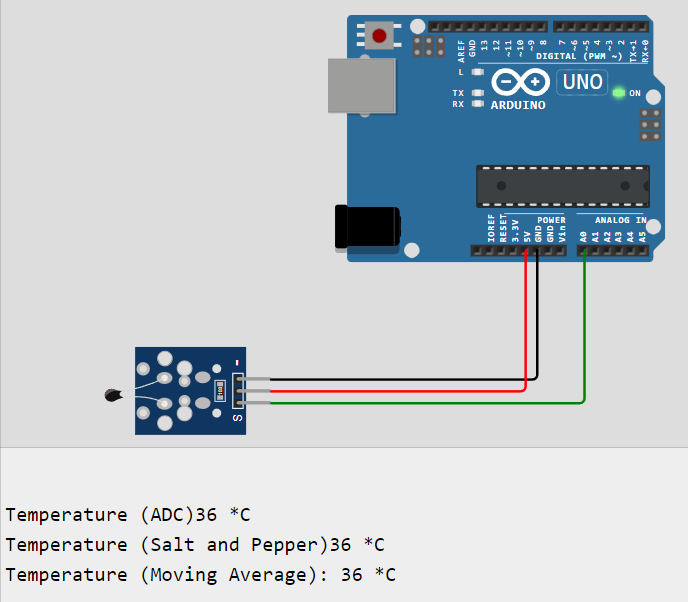 AREF
GND
13
12
~11
~10
~9
8
7
~6
~5
4
~3
2
TX→1
RX←0
DIGITAL (PWM ~)
L
TX
RX
UNO
ON
ARDUINO
IOREF
RESET
3.3V
5V
GND
GND
Vin
POWER
ANALOG IN
A0
A1
A2
A3
A4
A5
-
S
Temperature (ADC)36 *C
Temperature (Salt and Pepper)36 *C
Temperature (Moving Average): 36 *C